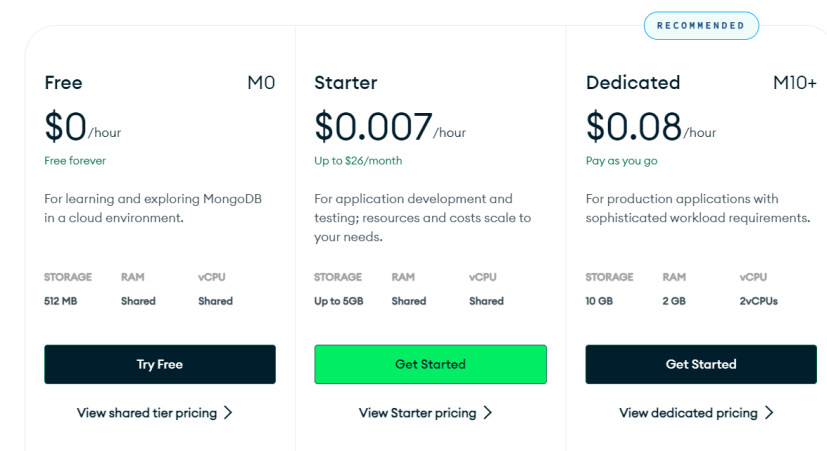 RECOMMENDED
Free M0
$0/hour
Free forever
For learning and exploring MongoDB
in a cloud environment.
STORAGE RAM vCPU
512 MB Shared Shared
Try Free
View shared tier pricing
Starter
$0.007/hour
Up to $26/month
For application development and
testing; resources and costs scale to
your needs.
STORAGE RAM vCPU
Up to 5GB Shared Shared
Get Started
View Starter pricing
Dedicated M10+
$0.08/hour
Pay as you go
For production applications with
sophisticated workload requirements.
STORAGE RAM vCPU
10 GB 2 GB 2vCPUs
Get Started
View dedicated pricing